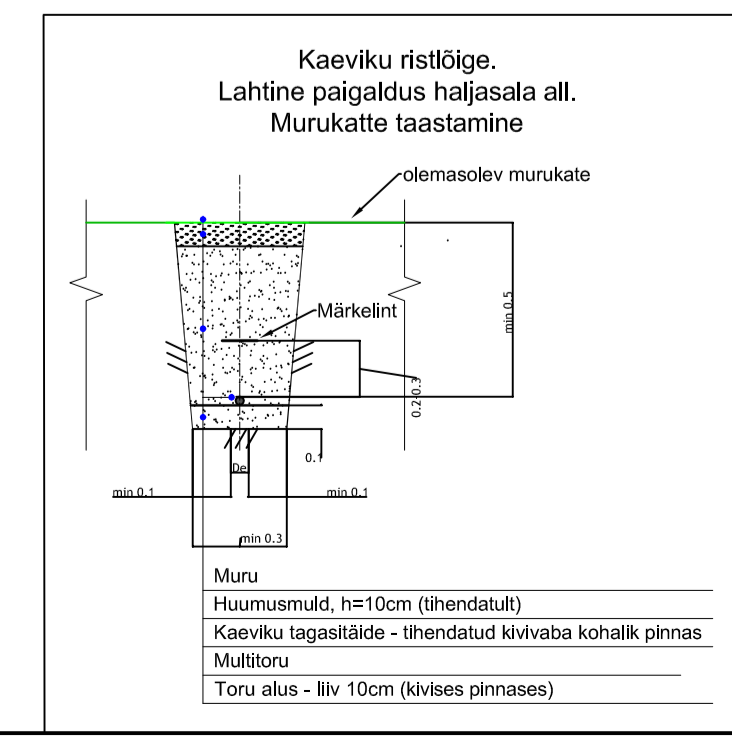 Kaeviku ristlõige.
Lahtine paigaldus haljasala all.
Murukatte taastamine
olemasolev murukate
Märkelint
min 0.5
0.2-0.3
0.1
De
min 0.1
min 0.1
min 0.3
Muru
Huumusmuld, h=10cm (tihendatult)
Kaeviku tagasitäide - tihendatud kivivaba kohalik pinnas
Multitoru
Toru alus - liiv 10cm (kivises pinnases)